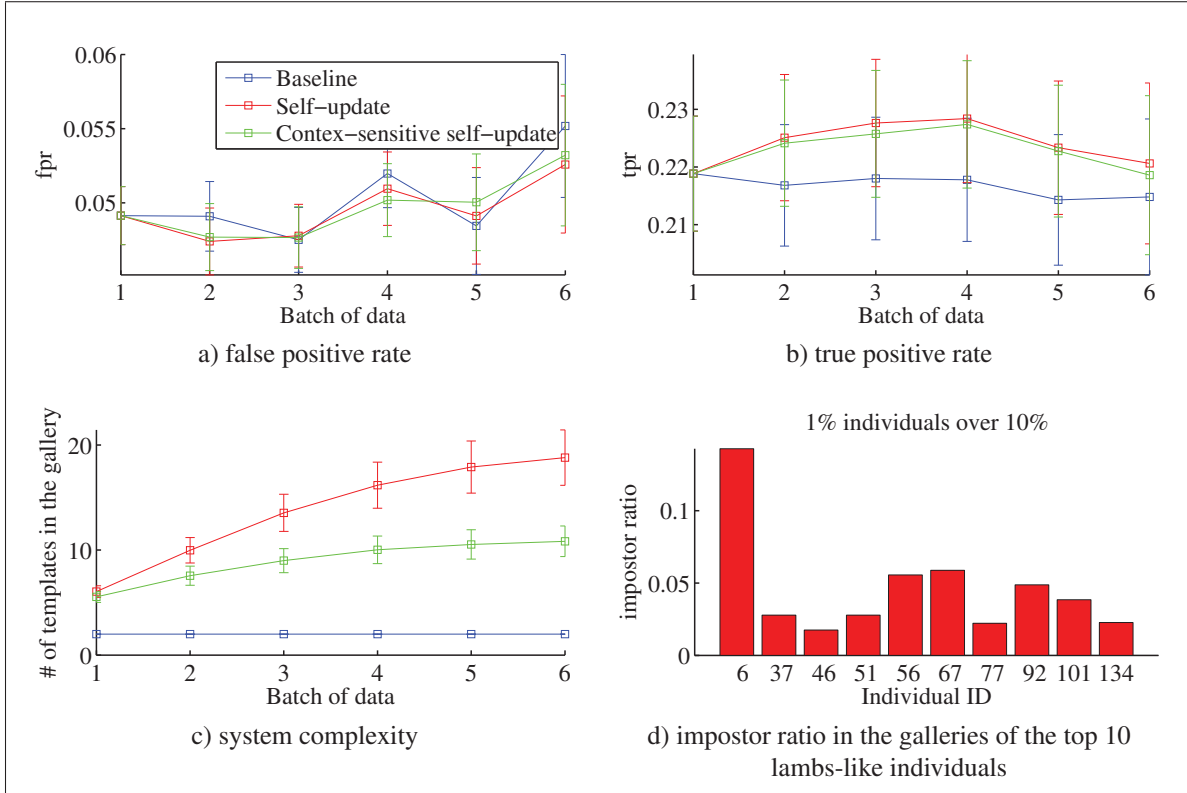 0.06
0.055
0.05
fpr
Baseline
Self-update
Contex-sensitive self-update
1 2 3 4 5 6
Batch of data
a) false positive rate
0.23
0.22
0.21
tpr
1 2 3 4 5 6
Batch of data
b) true positive rate
20
10
0
# of templates in the gallery
1 2 3 4 5 6
Batch of data
c) system complexity
1% individuals over 10%
0.1
0.05
0
impostor ratio
6 37 46 51 56 67 77 92 101 134
Individual ID
d) impostor ratio in the galleries of the top 10
lambs-like individuals